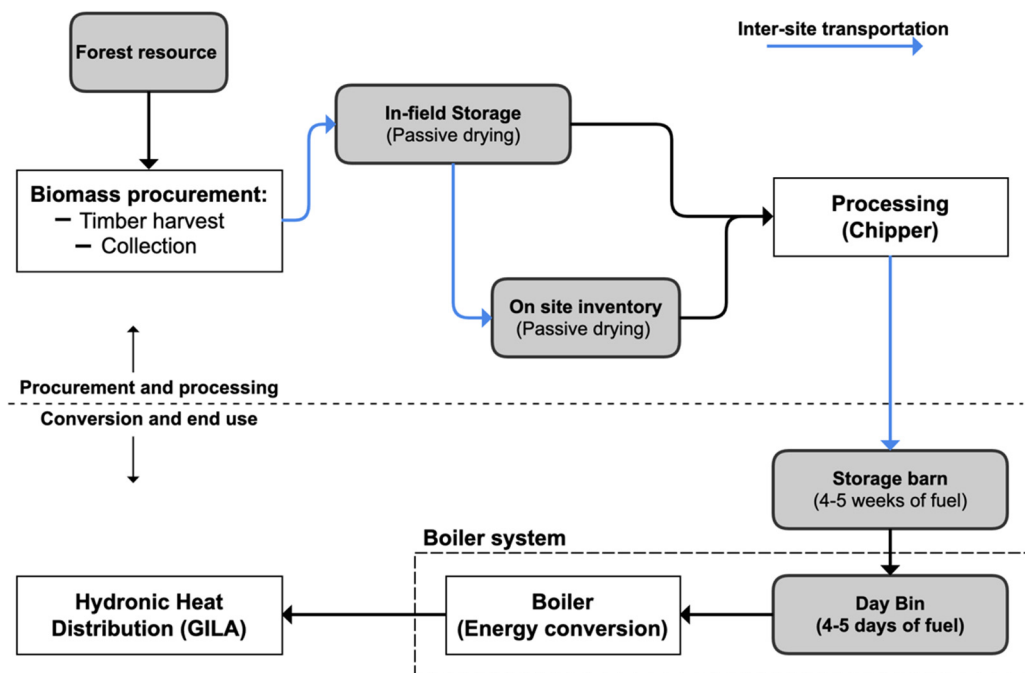 Forest resource
Inter-site transportation
In-field Storage
(Passive drying)
Biomass procurement:
– Timber harvest
– Collection
Processing
(Chipper)
On site inventory
(Passive drying)
Procurement and processing
Conversion and end use
Storage barn
(4-5 weeks of fuel)
Boiler system
Hydronic Heat
Distribution (GILA)
Boiler
(Energy conversion)
Day Bin
(4-5 days of fuel)